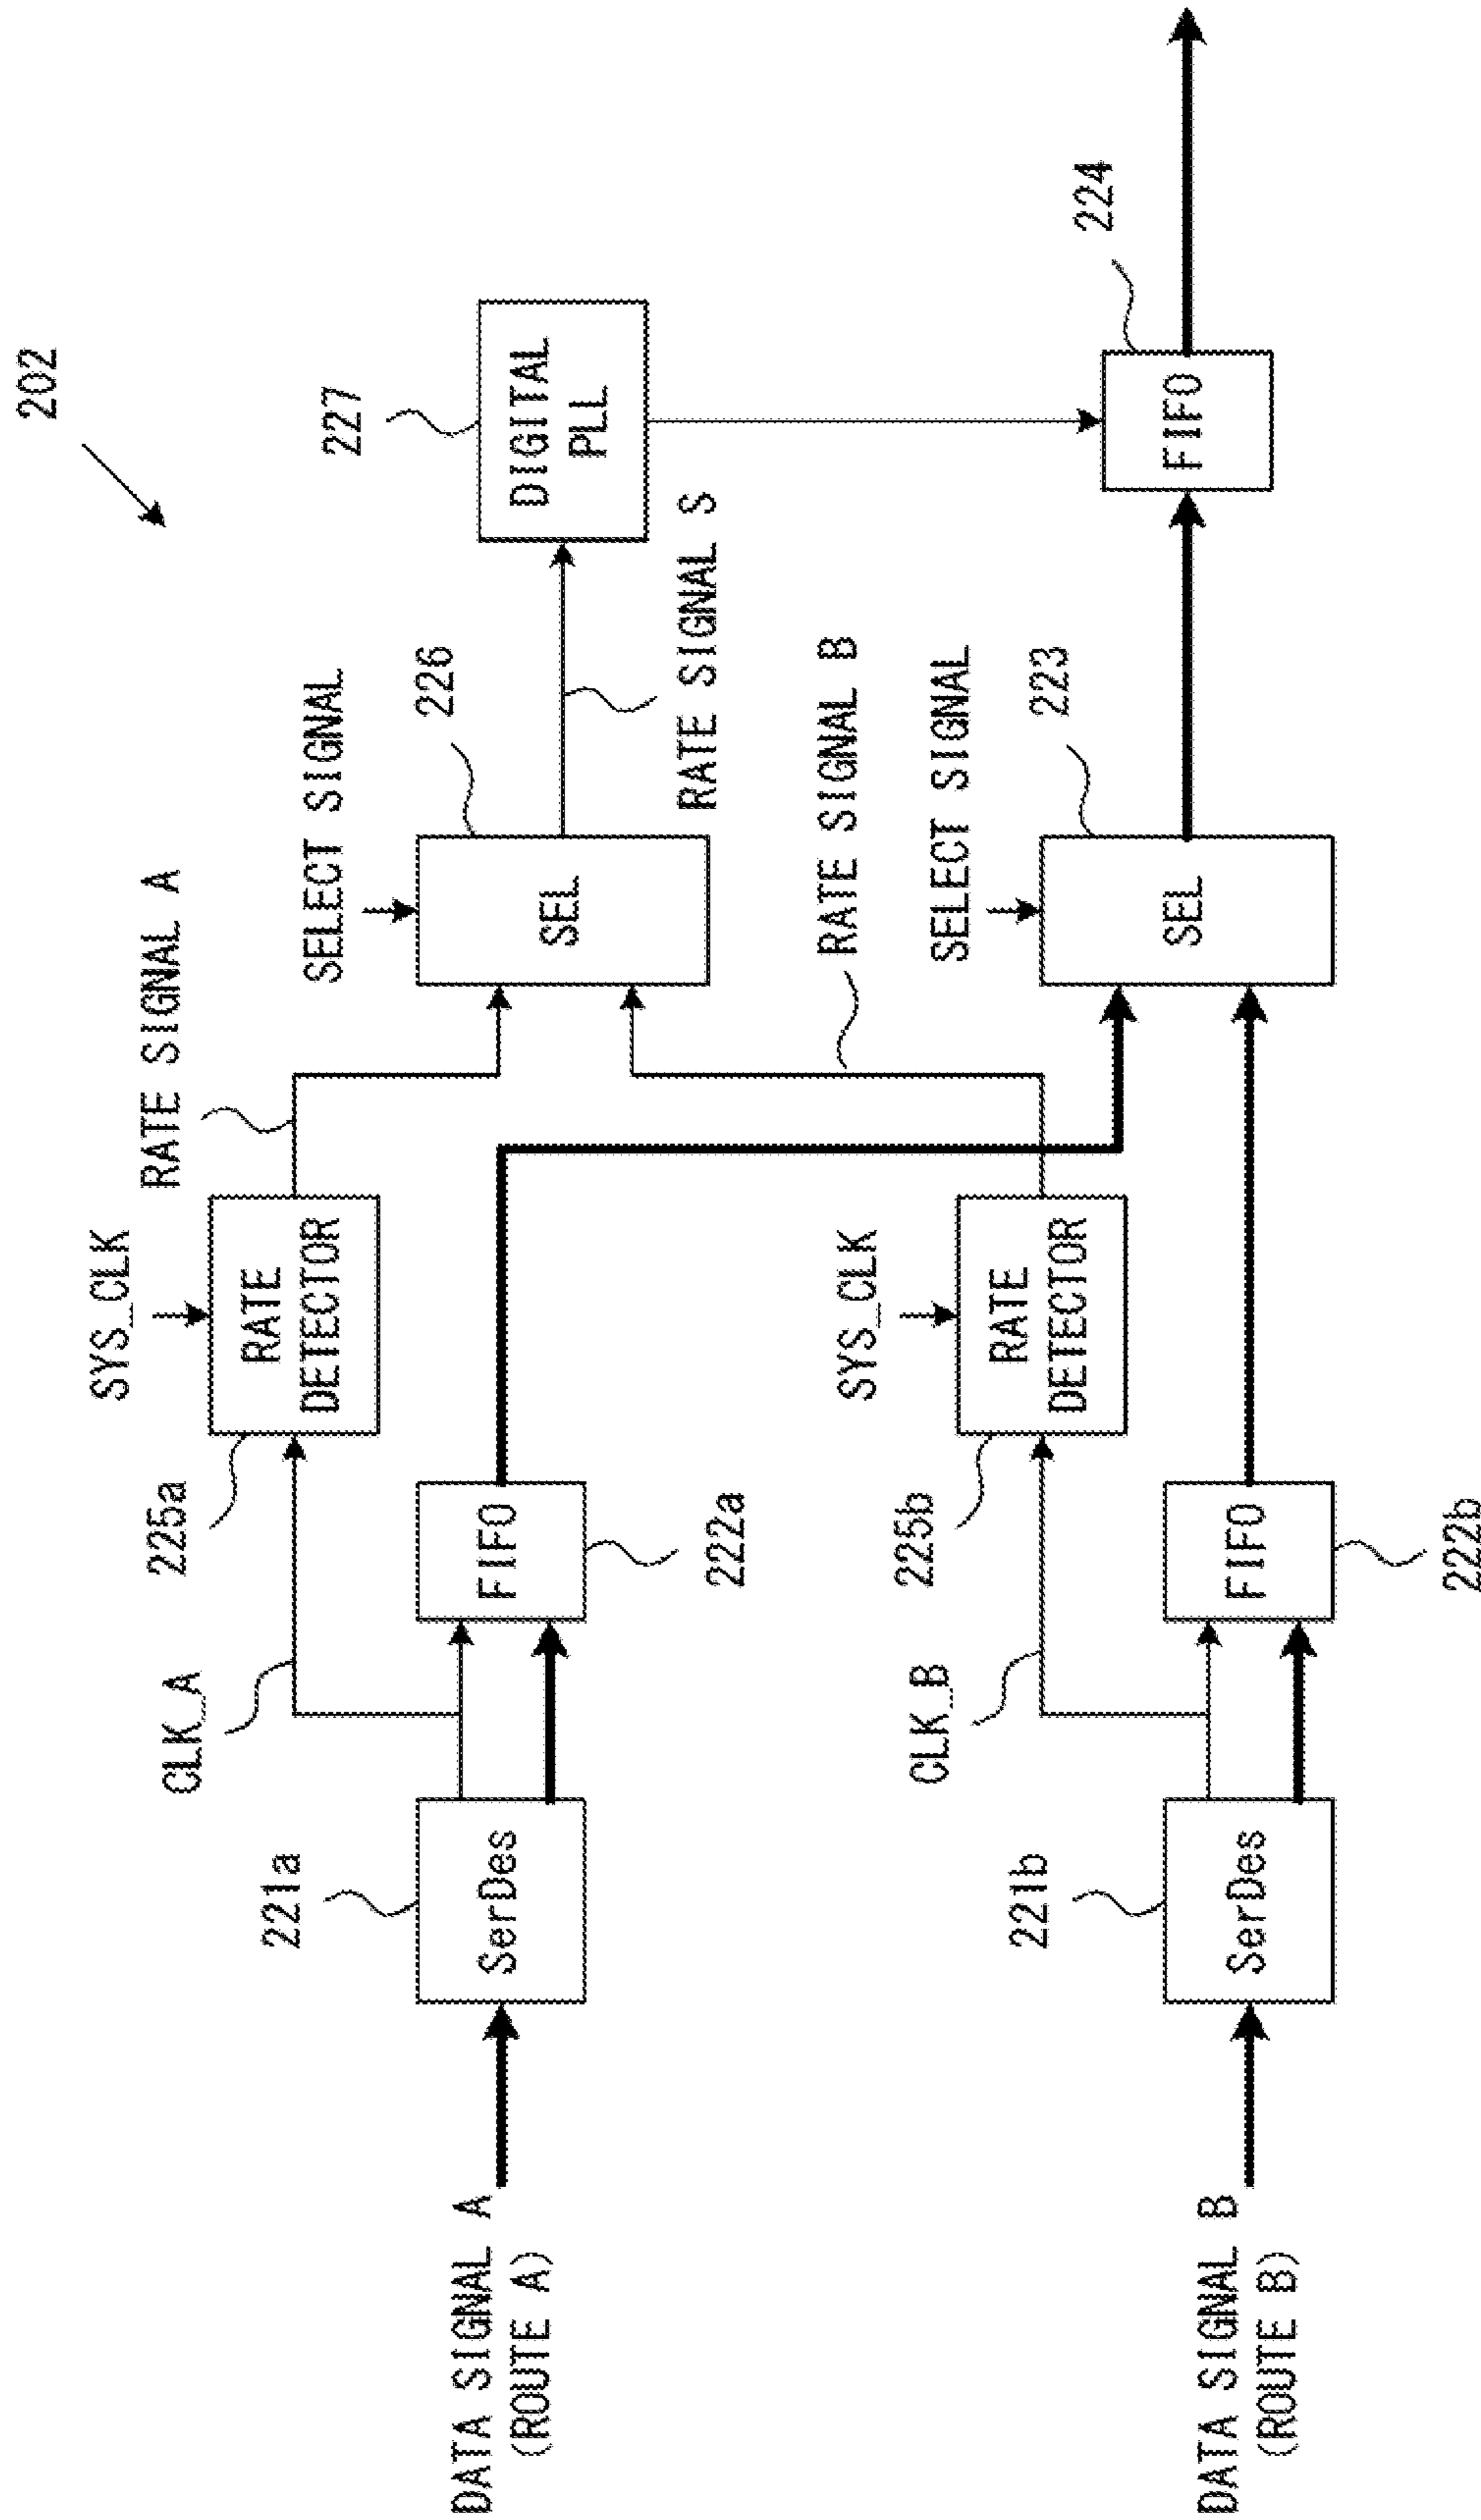 202
SYS_CLK
RATE SIGNAL A
225a
RATE
DETECTOR
CLK_A
SELECT SIGNAL
226
227
221a
SerDes
FIFO
222a
SEL
RATE SIGNAL S
DIGITAL
PLL
DATA SIGNAL A
(ROUTE A)
SYS_CLK
RATE SIGNAL B
225b
RATE
DETECTOR
CLK_B
SELECT SIGNAL
223
224
221b
SerDes
FIFO
222b
SEL
FIFO
DATA SIGNAL B
(ROUTE B)